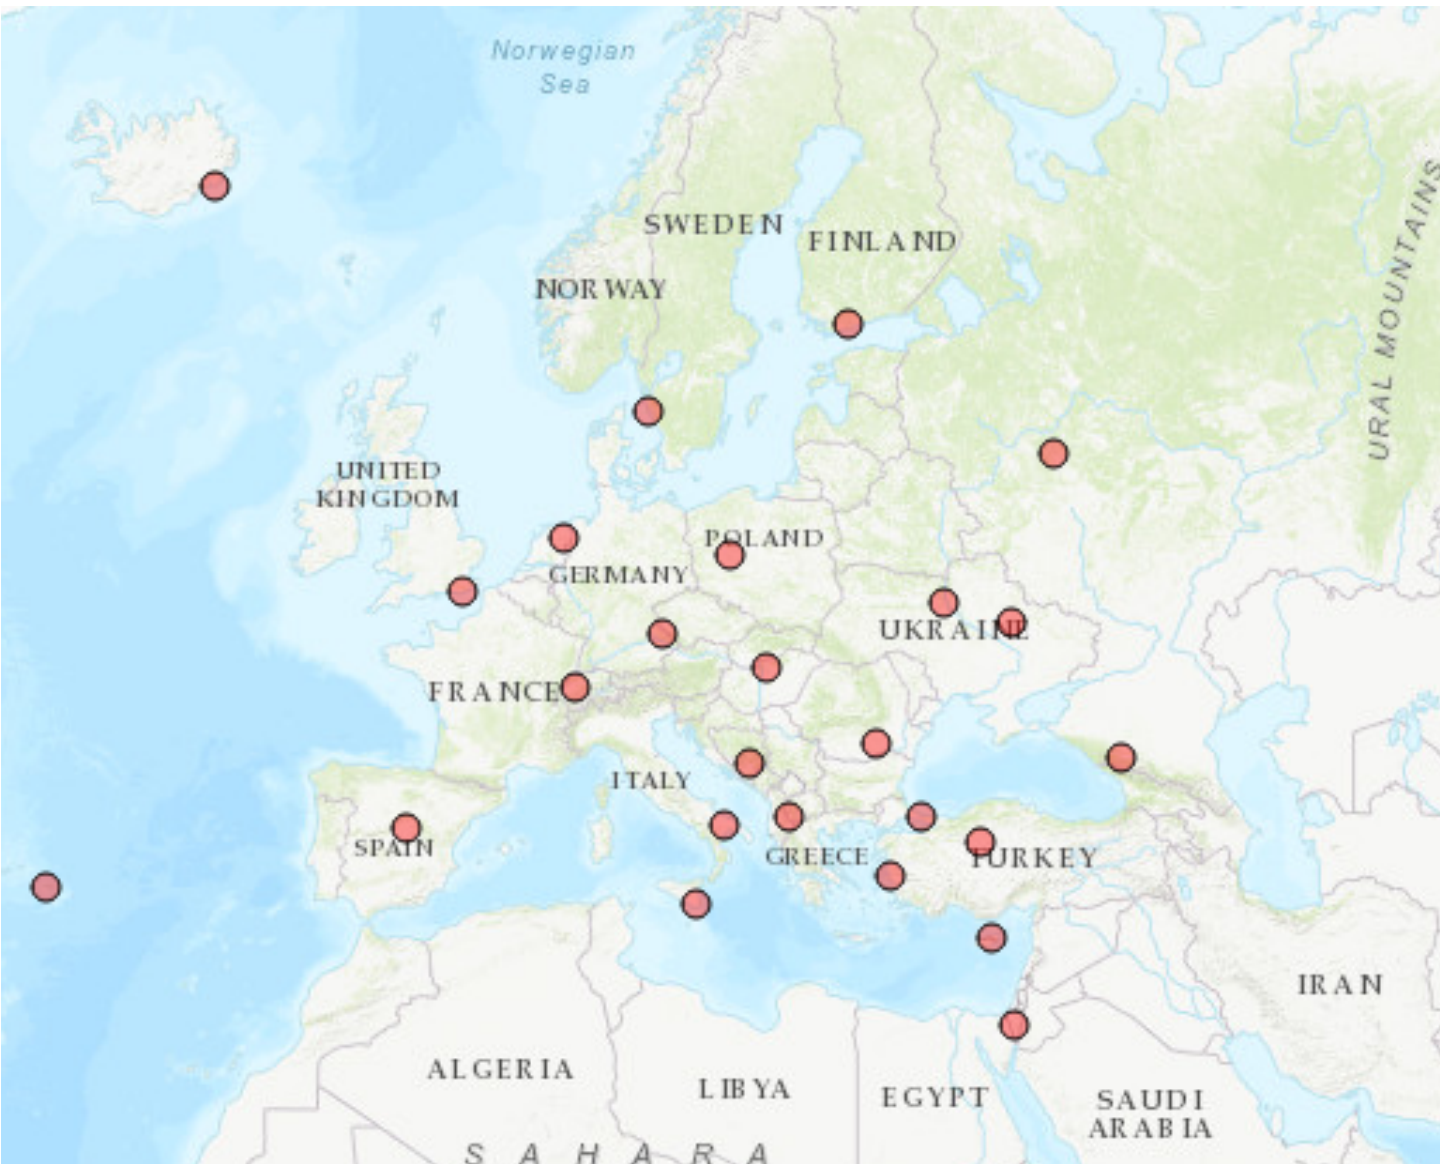 Norwegian
Sea
SWEDEN
FINLAND
NORWAY
URAL MOUNTAINS
UNITED
KINGDOM
POLAND
GERMANY
UKRAINE
FRANCE
ITALY
SPAIN
GREECE
TURKEY
IRAN
ALGERIA
LIBYA
EGYPT
SAUDI
ARABIA
SAHARA